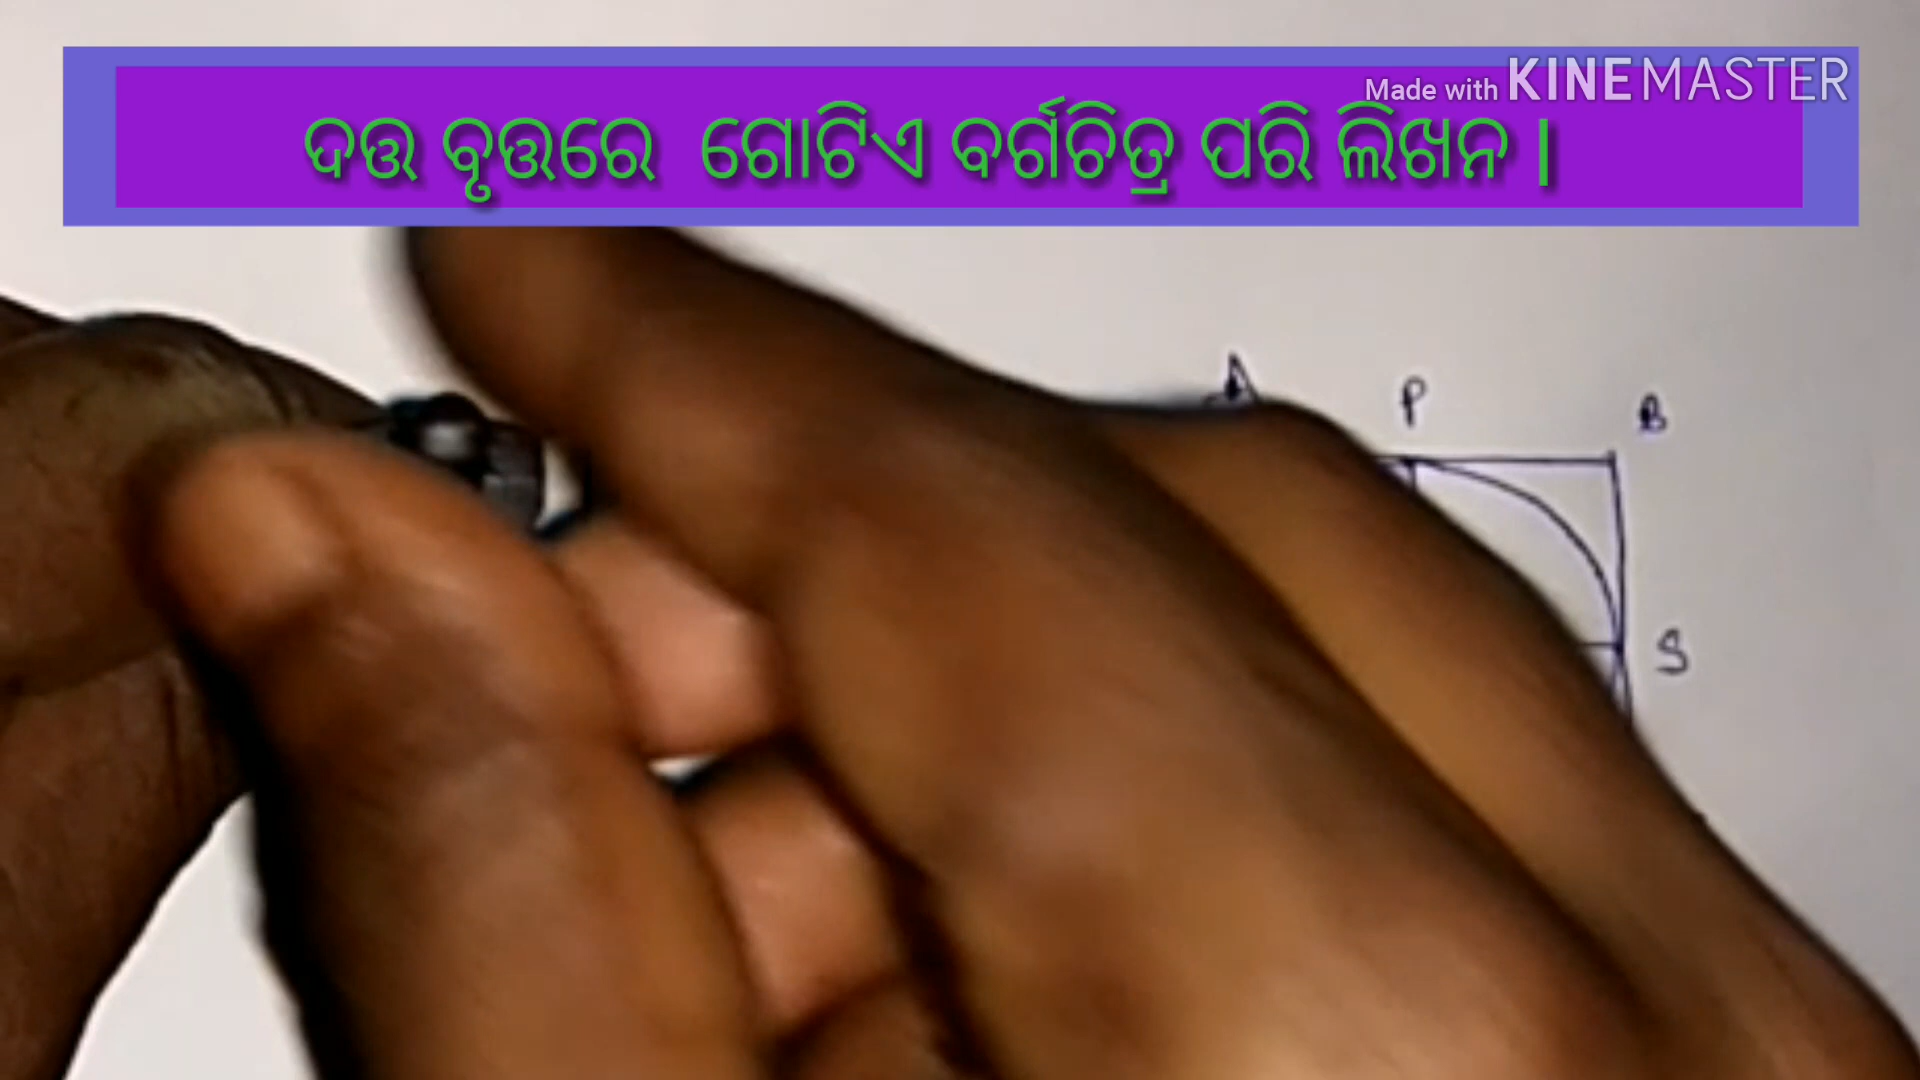 Made with KINEMASTER
ଦତ୍ତ ବୃତ୍ତରେ ଗୋଟିଏ ବର୍ଗଚିତ୍ର ପରି ଲିଖନ |
A P B
S